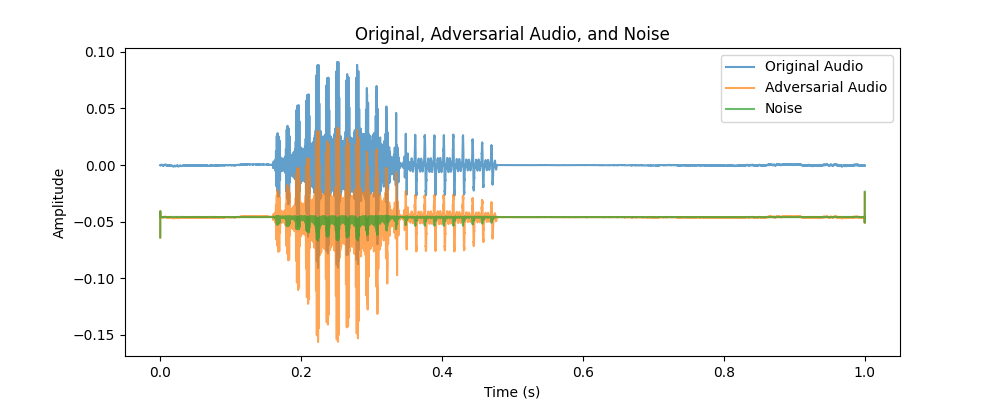 Original, Adversarial Audio, and Noise
Original Audio
Adversarial Audio
Noise
Amplitude
0.10
0.05
0.00
−0.05
−0.10
−0.15
0.0 0.2 0.4 0.6 0.8 1.0
Time (s)